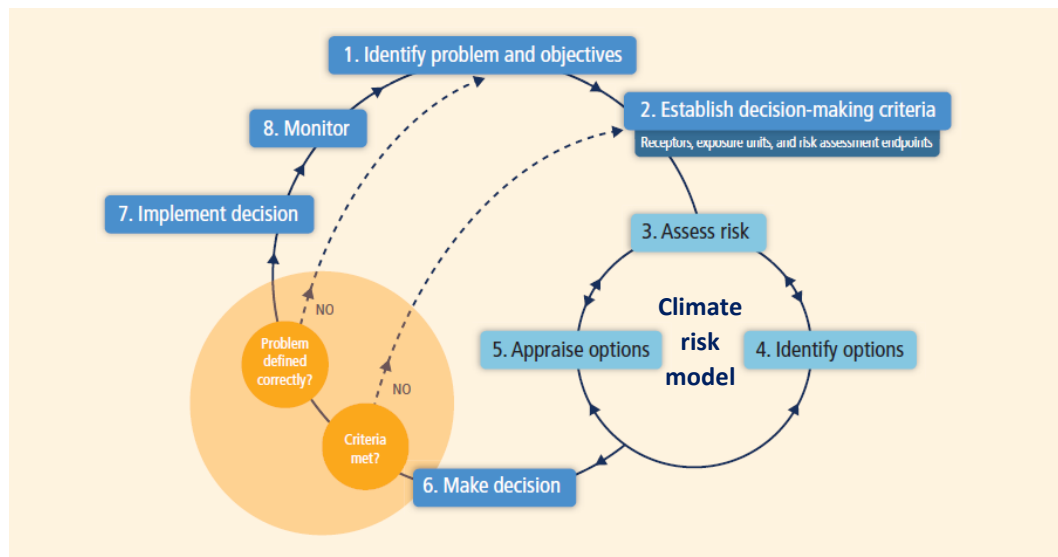 1. Identify problem and objectives
2. Establish decision-making criteria
Receptors, exposure units, and risk assessment endpoints
8. Monitor
7. Implement decision
3. Assess risk
NO
Climate
risk
model
5. Appraise options
4. Identify options
Problem
defined
correctly?
NO
Criteria
met?
6. Make decision